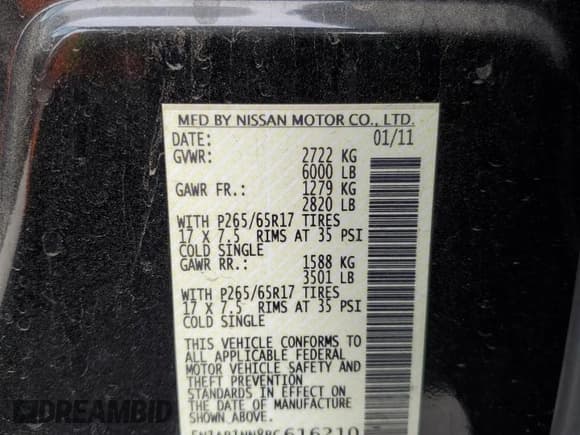 MFD BY NISSAN MOTOR CO., LTD.
DATE: 01/11
GVWR: 2722 KG
6000 LB
GAWR FR.: 1279 KG
2820 LB
WITH P265/65R17 TIRES
17 X 7.5 RIMS AT 35 PSI
COLD SINGLE
GAWR RR.: 1588 KG
3501 LB
WITH P265/65R17 TIRES
17 X 7.5 RIMS AT 35 PSI
COLD SINGLE
THIS VEHICLE CONFORMS TO
ALL APPLICABLE FEDERAL
MOTOR VEHICLE SAFETY AND
THEFT PREVENTION
STANDARDS IN EFFECT ON
THE DATE OF MANUFACTURE
SHOWN ABOVE.
DREAMBID